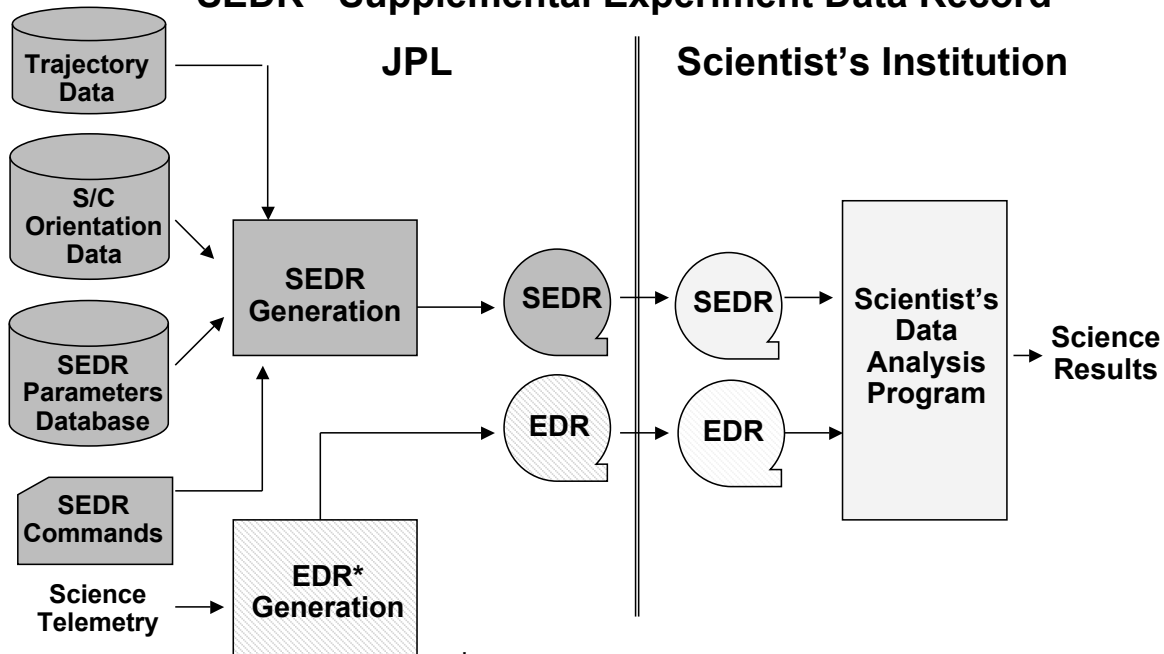 SEDR - Supplemental Experiment Data Record
JPL
Scientist's Institution
Trajectory
Data
S/C
Orientation
Data
SEDR
Parameters
Database
SEDR
Commands
Science
Telemetry
SEDR
Generation
EDR*
Generation
SEDR
EDR
SEDR
EDR
Scientist's
Data
Analysis
Program
Science
Results